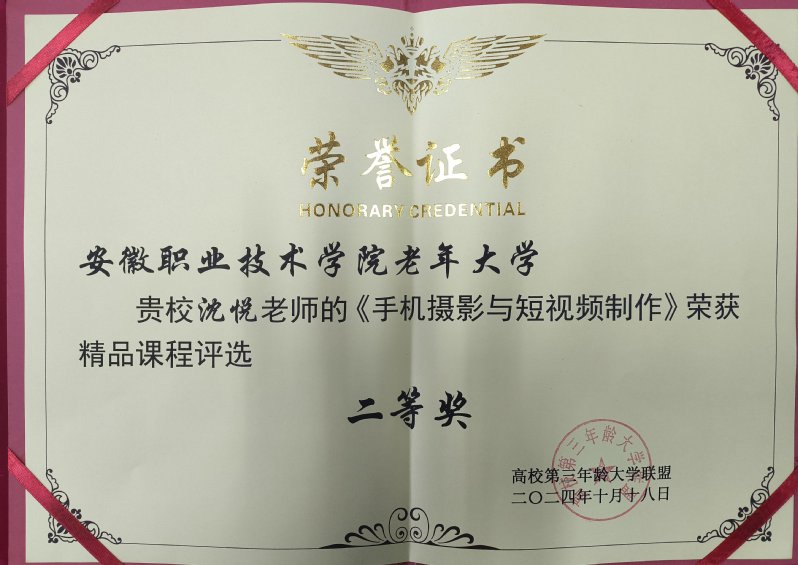 荣誉证书
HONORARY CREDENTIAL
安徽职业技术学院老年大学
贵校沈悦老师的《手机摄影与短视频制作》荣获
精品课程评选
二等奖
高校第三年龄大学联盟
二〇二四年十月十八日